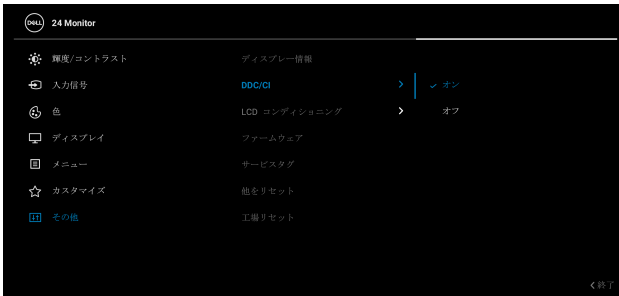 DELL 24 Monitor
輝度/コントラスト ディスプレー情報
入力信号 DDC/CI オン
色 LCD コンディショニング オフ
ディスプレイ ファームウェア
メニュー サービスタグ
カスタマイズ 他をリセット
その他 工場リセット
終了